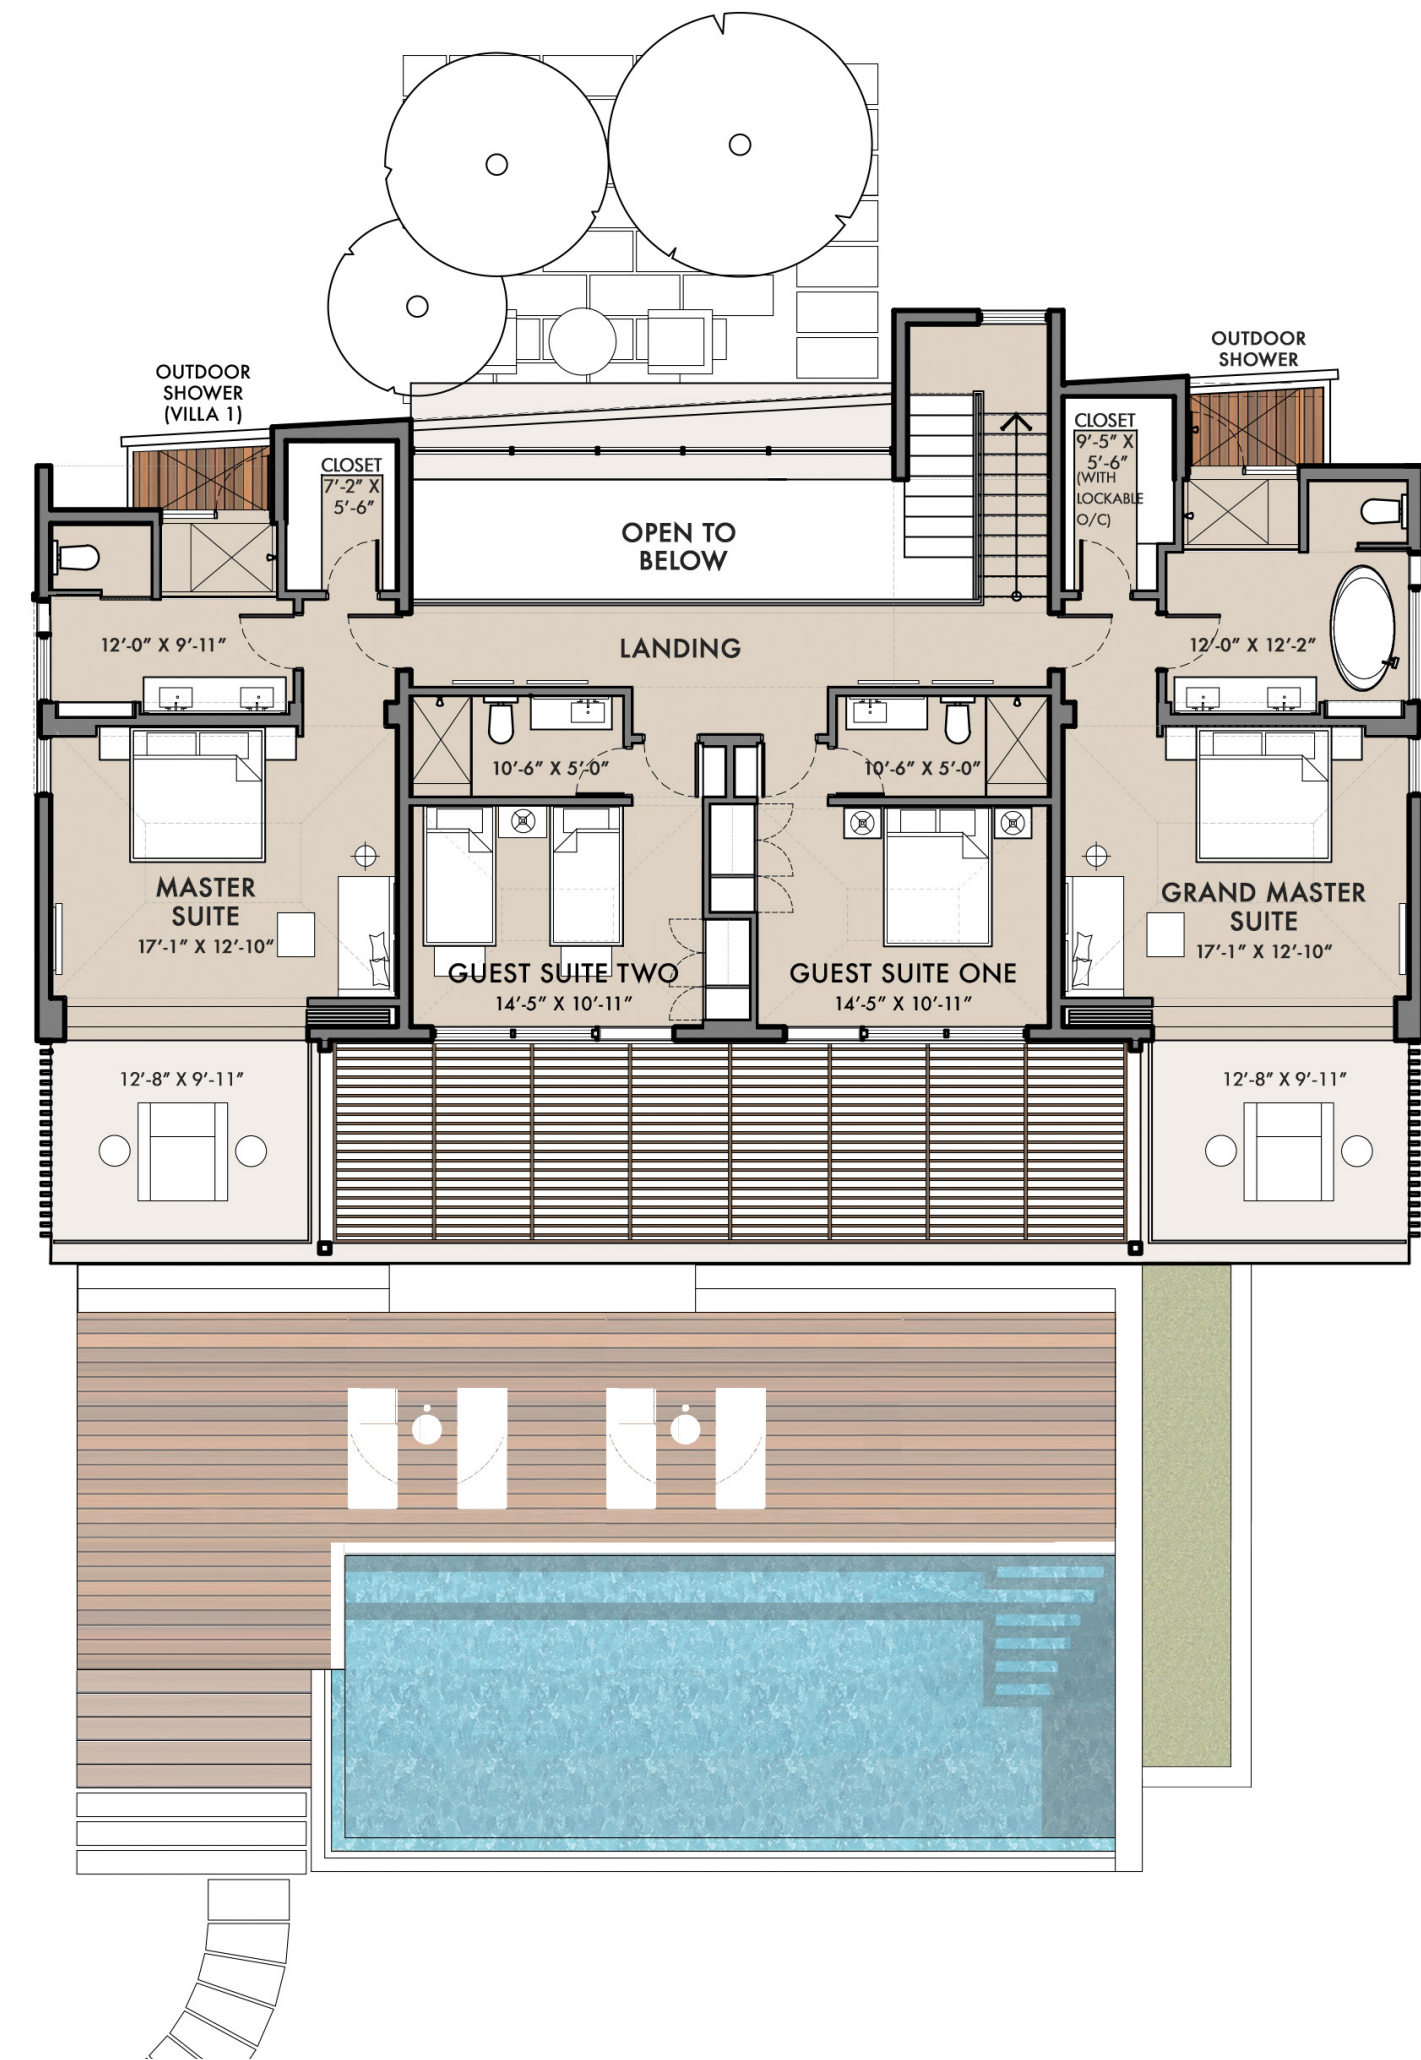 OUTDOOR
SHOWER
OUTDOOR
SHOWER
(VILLA 1)
CLOSET
9'-5" X
5'-6"
(WITH
LOCKABLE
O/C)
CLOSET
7'-2" X
5'-6"
OPEN TO
BELOW
12'-0" X 9'-11"
LANDING
12'-0" X 12'-2"
10'-6" X 5'-0"
10'-6" X 5'-0"
MASTER
SUITE
17'-1" X 12'-10"
GRAND MASTER
SUITE
17'-1" X 12'-10"
GUEST SUITE TWO
14'-5" X 10'-11"
GUEST SUITE ONE
14'-5" X 10'-11"
12'-8" X 9'-11"
12'-8" X 9'-11"